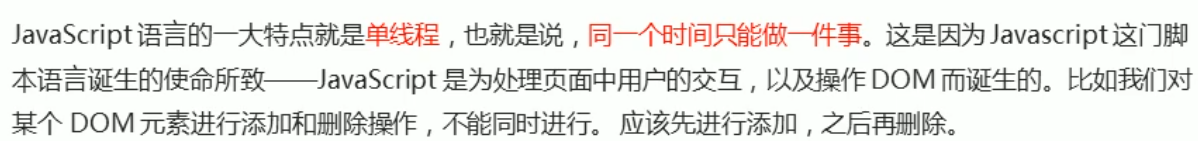 JavaScript 语言的一大特点就是单线程，也就是说，同一个时间只能做一件事。这是因为 Javascript 这门脚
本语言诞生的使命所致——JavaScript 是为处理页面中用户的交互，以及操作 DOM 而诞生的。比如我们对
某个 DOM 元素进行添加和删除操作，不能同时进行。 应该先进行添加，之后再删除。